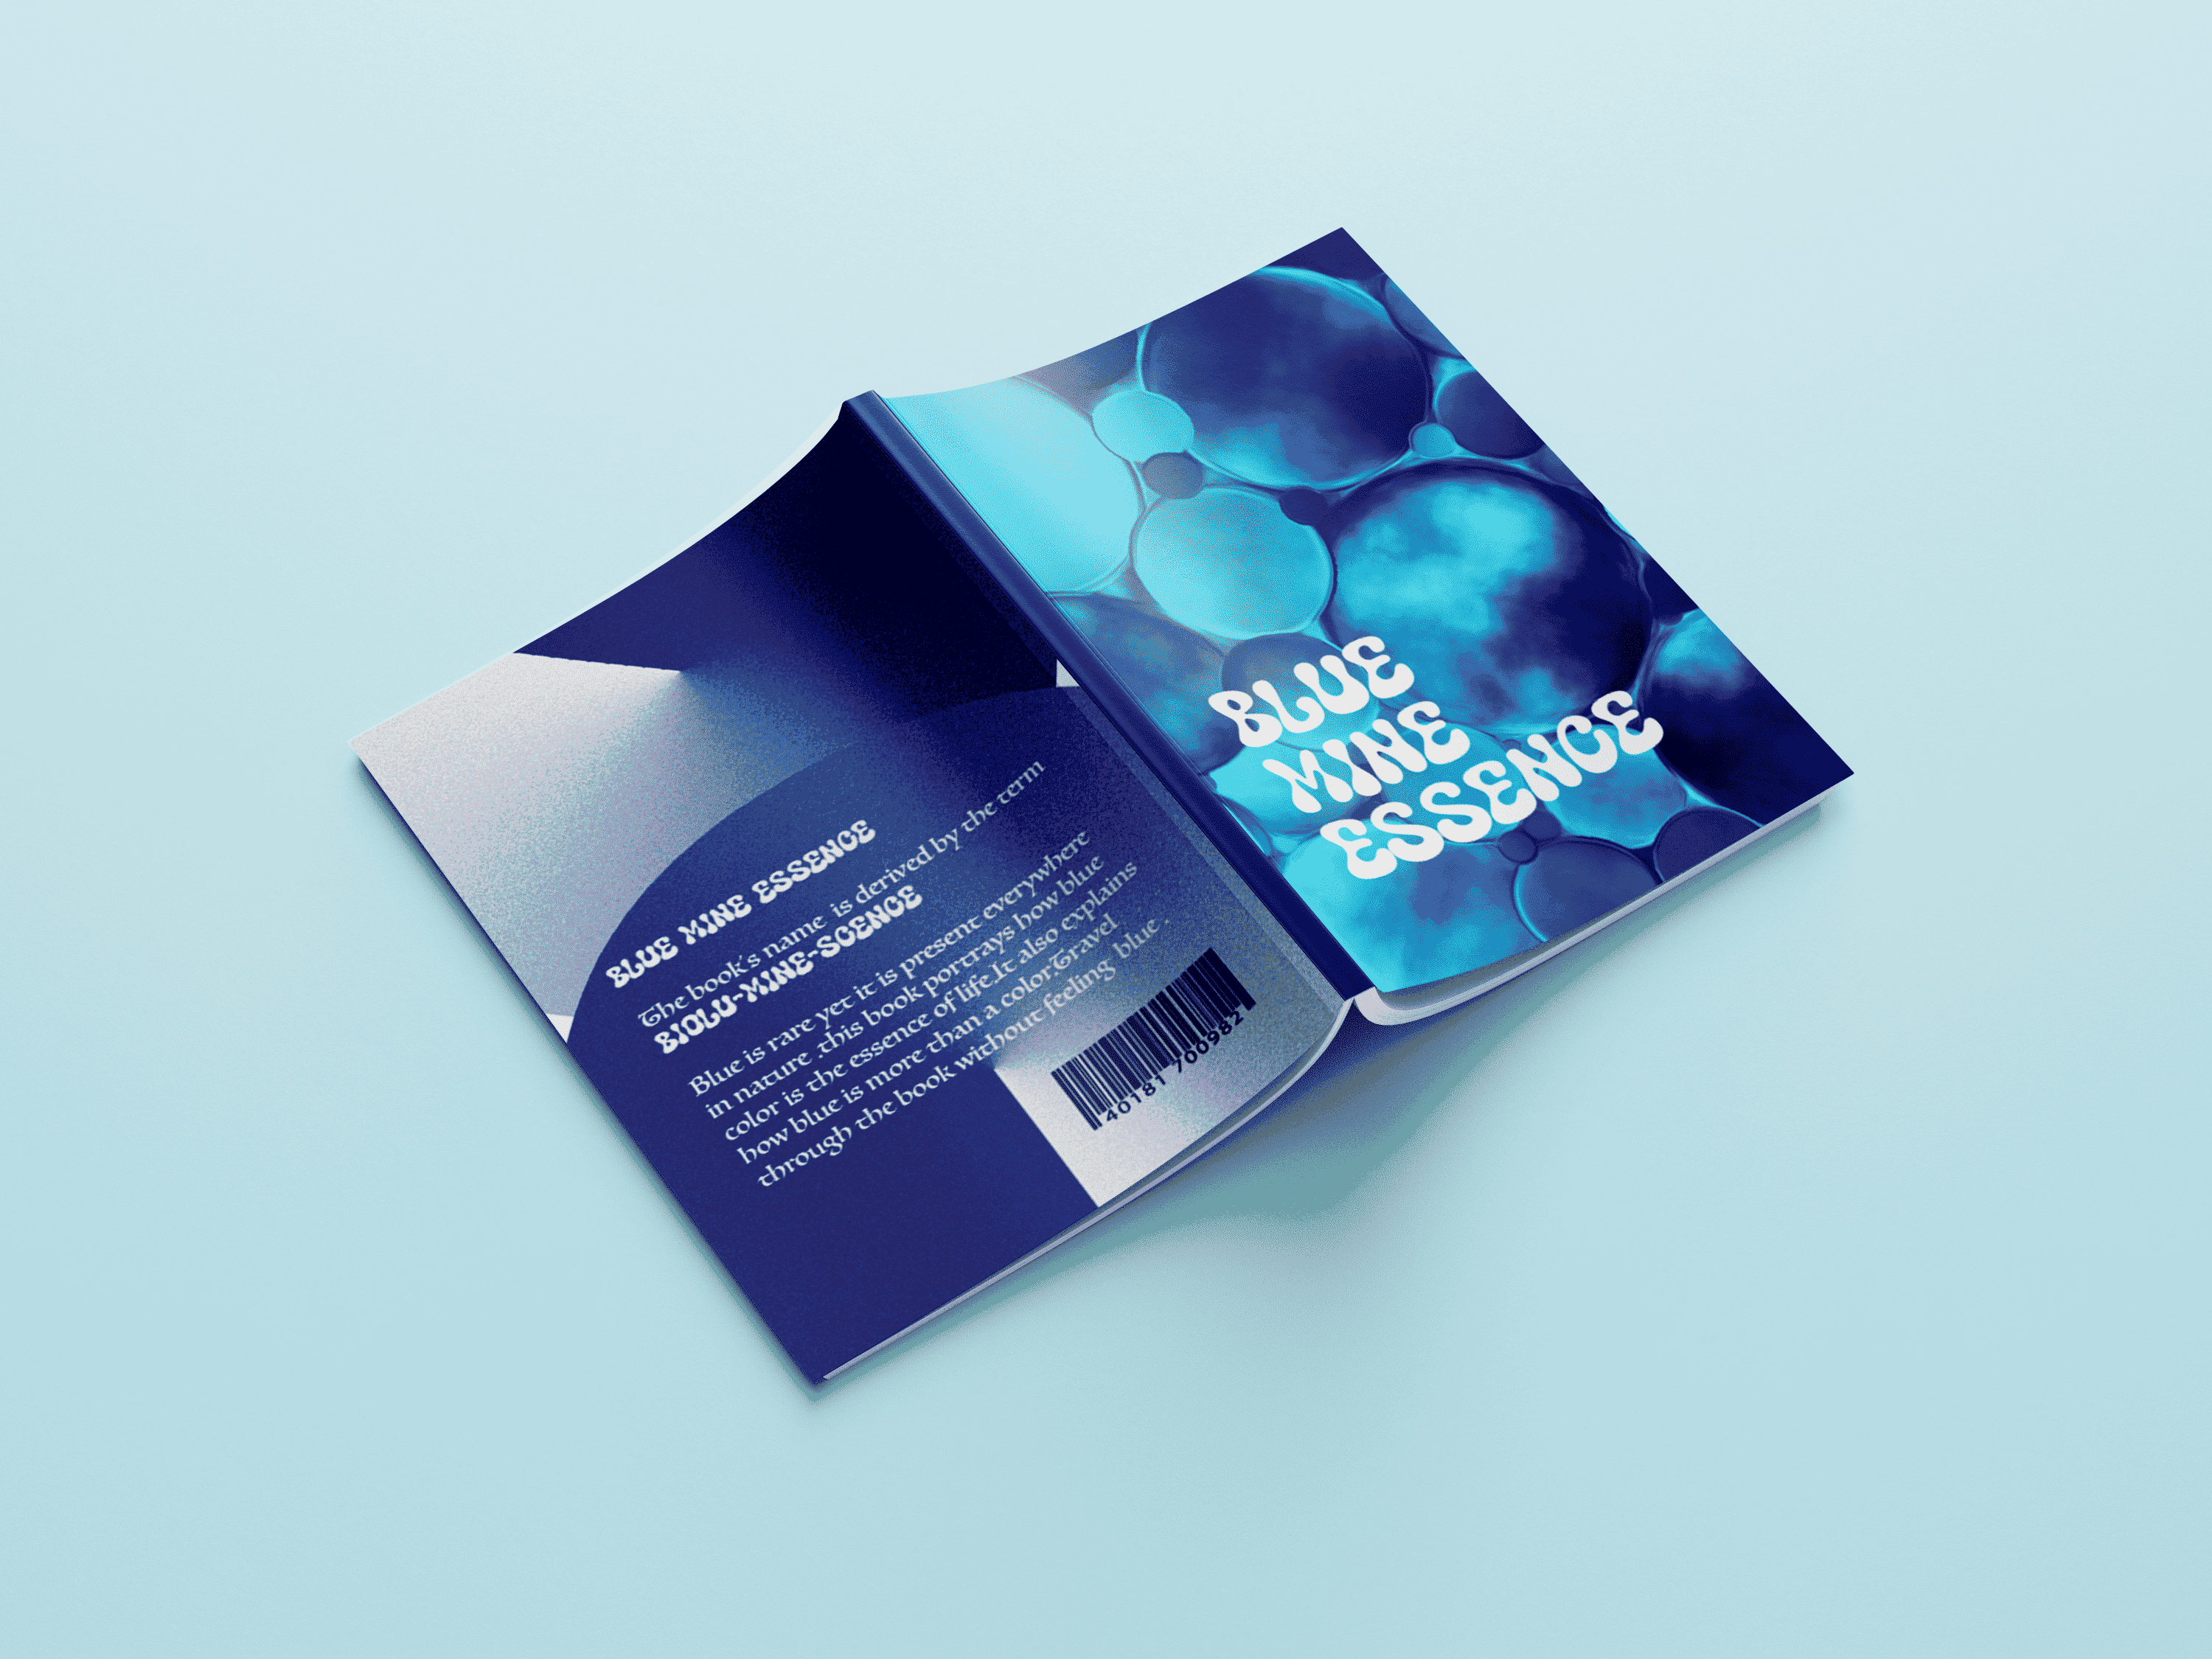 BLUE
MINE
ESSENCE
BLUE MINE ESSENCE
The book's name  is derived by the term
BIOLU-MINE-SCENCE
Blue is rare yet it is present everywhere
in nature .this book portrays how blue
color is the essence of life.It also explains
how blue is more than a color.Travel
through the book without feeling  blue .
40181 700982